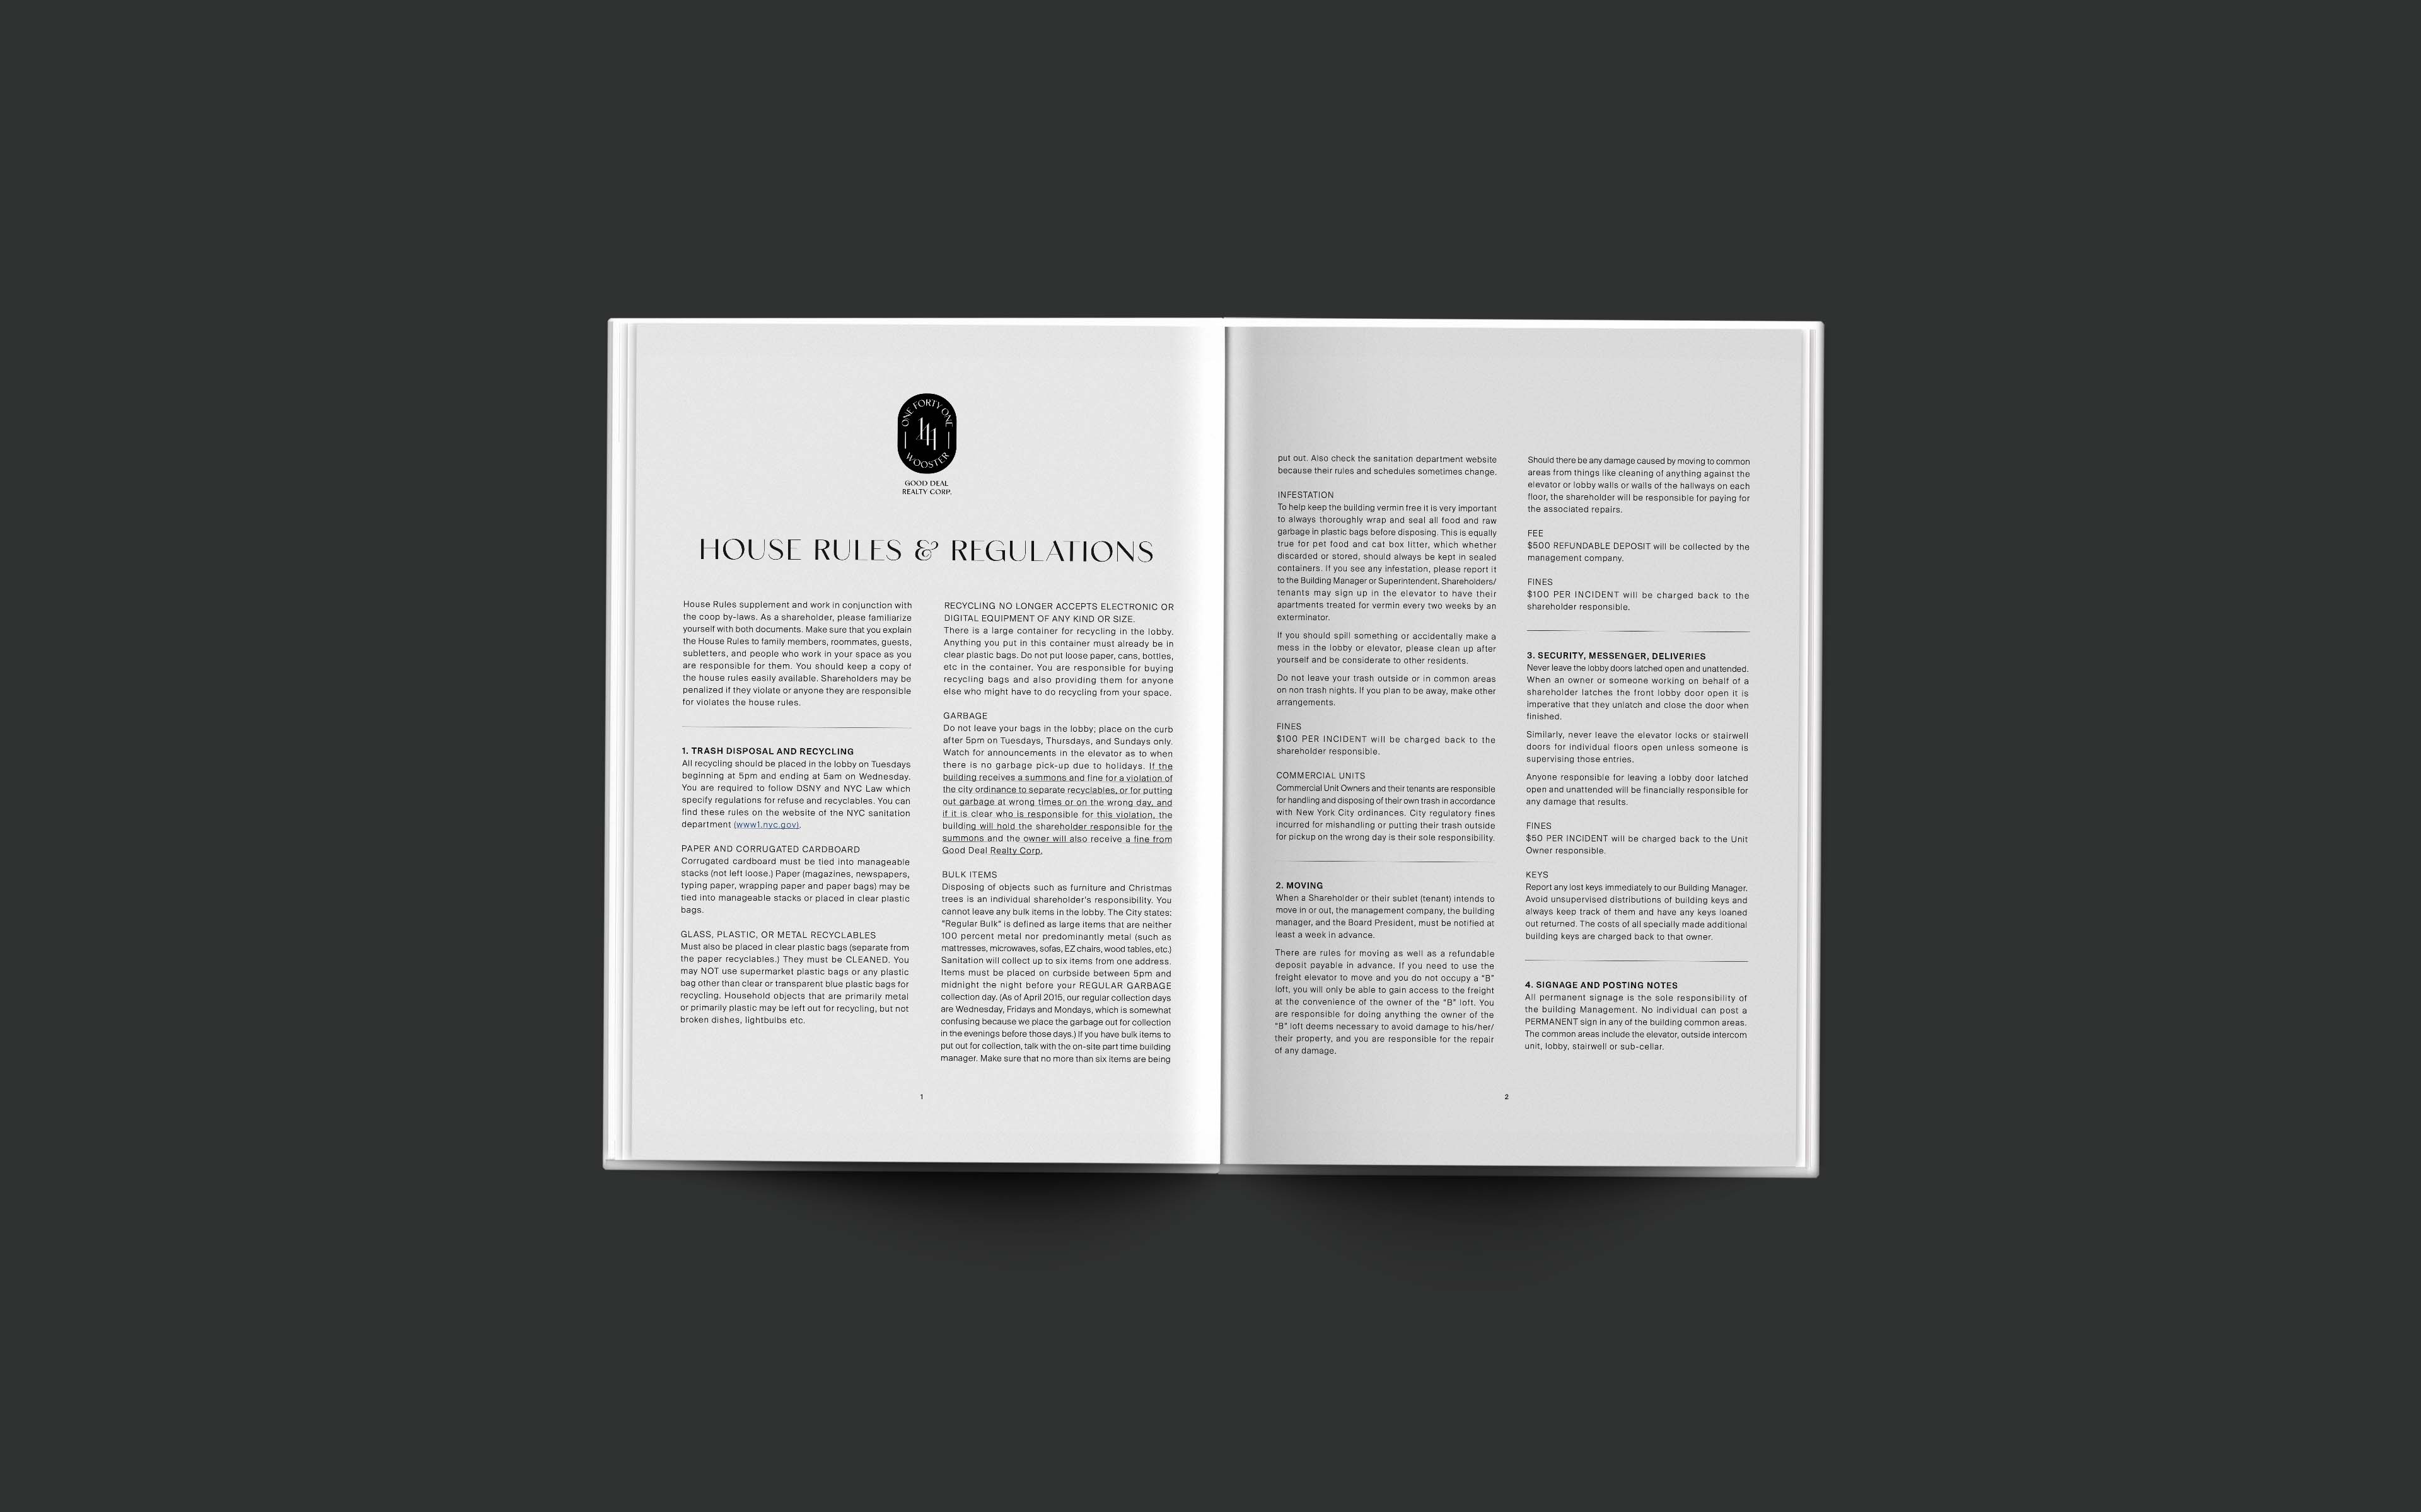 ONE FORTY ONE
141
WOOSTER
GOOD DEAL
REALTY CORP.
HOUSE RULES & REGULATIONS
House Rules supplement and work in conjunction with
the coop by-laws. As a shareholder, please familiarize
yourself with both documents. Make sure that you explain
the House Rules to family members, roommates, guests,
subletters, and people who work in your space as you
are responsible for them. You should keep a copy of
the house rules easily available. Shareholders may be
penalized if they violate or anyone they are responsible
for violates the house rules.
1. TRASH DISPOSAL AND RECYCLING
All recycling should be placed in the lobby on Tuesdays
beginning at 5pm and ending at 5am on Wednesday.
You are required to follow DSNY and NYC Law which
specify regulations for refuse and recyclables. You can
find these rules on the website of the NYC sanitation
department (www1.nyc.gov).
PAPER AND CORRUGATED CARDBOARD
Corrugated cardboard must be tied into manageable
stacks (not left loose.) Paper (magazines, newspapers,
typing paper, wrapping paper and paper bags) may be
tied into manageable stacks or placed in clear plastic
bags.
GLASS, PLASTIC, OR METAL RECYCLABLES
Must also be placed in clear plastic bags (separate from
the paper recyclables.) They must be CLEANED. You
may NOT use supermarket plastic bags or any plastic
bag other than clear or transparent blue plastic bags for
recycling. Household objects that are primarily metal
or primarily plastic may be left out for recycling, but not
broken dishes, lightbulbs etc.
RECYCLING NO LONGER ACCEPTS ELECTRONIC OR
DIGITAL EQUIPMENT OF ANY KIND OR SIZE.
There is a large container for recycling in the lobby.
Anything you put in this container must already be in
clear plastic bags. Do not put loose paper, cans, bottles,
etc in the container. You are responsible for buying
recycling bags and also providing them for anyone
else who might have to do recycling from your space.
GARBAGE
Do not leave your bags in the lobby; place on the curb
after 5pm on Tuesdays, Thursdays, and Sundays only.
Watch for announcements in the elevator as to when
there is no garbage pick-up due to holidays. If the
building receives a summons and fine for a violation of
the city ordinance to separate recyclables, or for putting
out garbage at wrong times or on the wrong day, and
if it is clear who is responsible for this violation, the
building will hold the shareholder responsible for the
summons and the owner will also receive a fine from
Good Deal Realty Corp.
BULK ITEMS
Disposing of objects such as furniture and Christmas
trees is an individual shareholder's responsibility. You
cannot leave any bulk items in the lobby. The City states:
"Regular Bulk" is defined as large items that are neither
100 percent metal nor predominantly metal (such as
mattresses, microwaves, sofas, EZ chairs, wood tables, etc.)
Sanitation will collect up to six items from one address.
Items must be placed on curbside between 5pm and
midnight the night before your REGULAR GARBAGE
collection day. (As of April 2015, our regular collection days
are Wednesday, Fridays and Mondays, which is somewhat
confusing because we place the garbage out for collection
in the evenings before those days.) If you have bulk items to
put out for collection, talk with the on-site part time building
manager. Make sure that no more than six items are being
1
put out. Also check the sanitation department website
because their rules and schedules sometimes change.
INFESTATION
To help keep the building vermin free it is very important
to always thoroughly wrap and seal all food and raw
garbage in plastic bags before disposing. This is equally
true for pet food and cat box litter, which whether
discarded or stored, should always be kept in sealed
containers. If you see any infestation, please report it
to the Building Manager or Superintendent. Shareholders/
tenants may sign up in the elevator to have their
apartments treated for vermin every two weeks by an
exterminator.
If you should spill something or accidentally make a
mess in the lobby or elevator, please clean up after
yourself and be considerate to other residents.
Do not leave your trash outside or in common areas
on non trash nights. If you plan to be away, make other
arrangements.
FINES
$100 PER INCIDENT will be charged back to the
shareholder responsible.
COMMERCIAL UNITS
Commercial Unit Owners and their tenants are responsible
for handling and disposing of their own trash in accordance
with New York City ordinances. City regulatory fines
incurred for mishandling or putting their trash outside
for pickup on the wrong day is their sole responsibility.
2. MOVING
When a Shareholder or their sublet (tenant) intends to
move in or out, the management company, the building
manager, and the Board President, must be notified at
least a week in advance.
There are rules for moving as well as a refundable
deposit payable in advance. If you need to use the
freight elevator to move and you do not occupy a "B"
loft, you will only be able to gain access to the freight
at the convenience of the owner of the "B" loft. You
are responsible for doing anything the owner of the
"B" loft deems necessary to avoid damage to his/her/
their property, and you are responsible for the repair
of any damage.
Should there be any damage caused by moving to common
areas from things like cleaning of anything against the
elevator or lobby walls or walls of the hallways on each
floor, the shareholder will be responsible for paying for
the associated repairs.
FEE
$500 REFUNDABLE DEPOSIT will be collected by the
management company.
FINES
$100 PER INCIDENT will be charged back to the
shareholder responsible.
3. SECURITY, MESSENGER, DELIVERIES
Never leave the lobby doors latched open and unattended.
When an owner or someone working on behalf of a
shareholder latches the front lobby door open it is
imperative that they unlatch and close the door when
finished.
Similarly, never leave the elevator locks or stairwell
doors for individual floors open unless someone is
supervising those entries.
Anyone responsible for leaving a lobby door latched
open and unattended will be financially responsible for
any damage that results.
FINES
$50 PER INCIDENT will be charged back to the Unit
Owner responsible.
KEYS
Report any lost keys immediately to our Building Manager.
Avoid unsupervised distributions of building keys and
always keep track of them and have any keys loaned
out returned. The costs of all specially made additional
building keys are charged back to that owner.
4. SIGNAGE AND POSTING NOTES
All permanent signage is the sole responsibility of
the building Management. No individual can post a
PERMANENT sign in any of the building common areas.
The common areas include the elevator, outside intercom
unit, lobby, stairwell or sub-cellar.
2